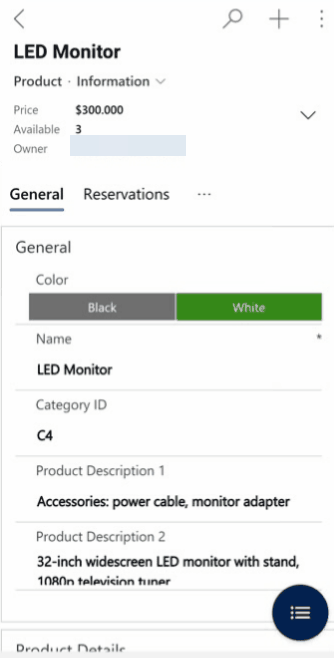 LED Monitor
Product · Information
Price $300.000
Available 3
Owner
General Reservations ...
General
Color
Black White
Name *
LED Monitor
Category ID
C4
Product Description 1
Accessories: power cable, monitor adapter
Product Description 2
32-inch widescreen LED monitor with stand,
1080p television tuner
Product Details